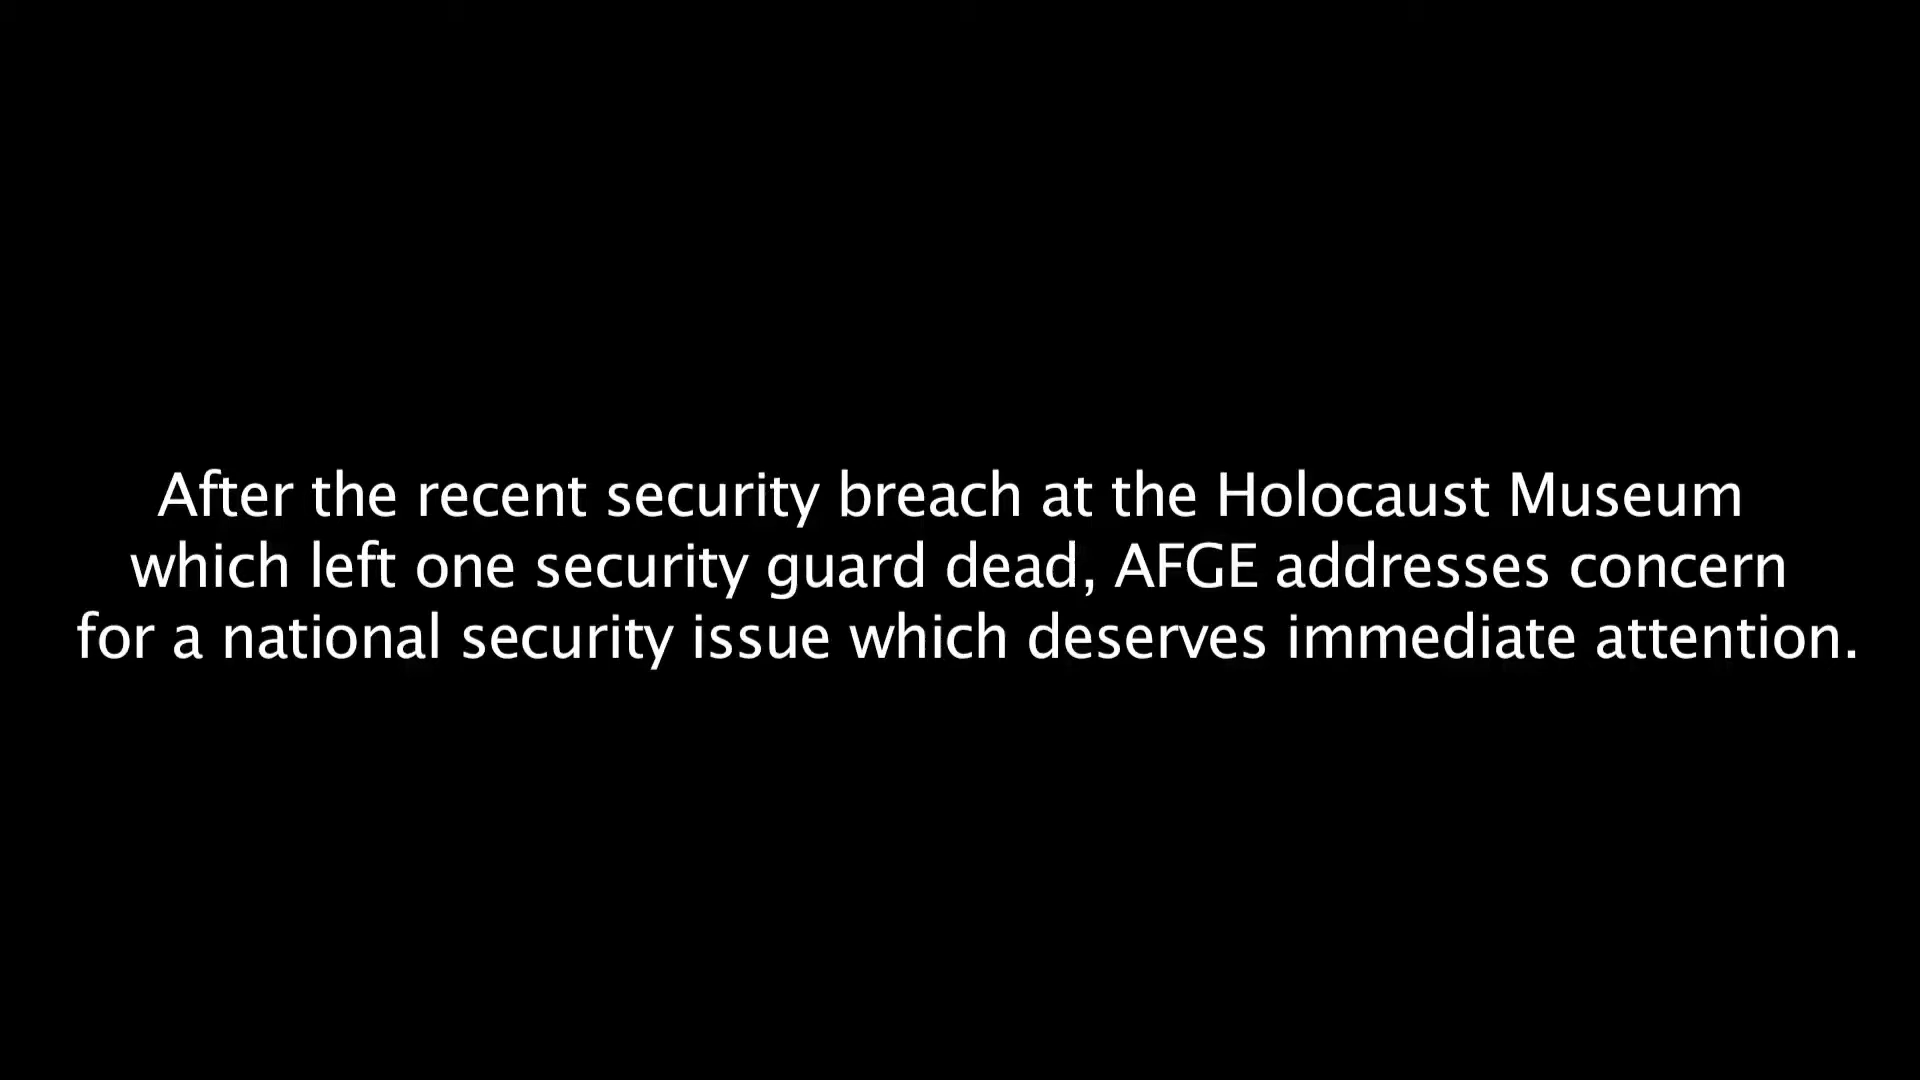 After the recent security breach at the Holocaust Museum
which left one security guard dead, AFGE addresses concern
for a national security issue which deserves immediate attention.